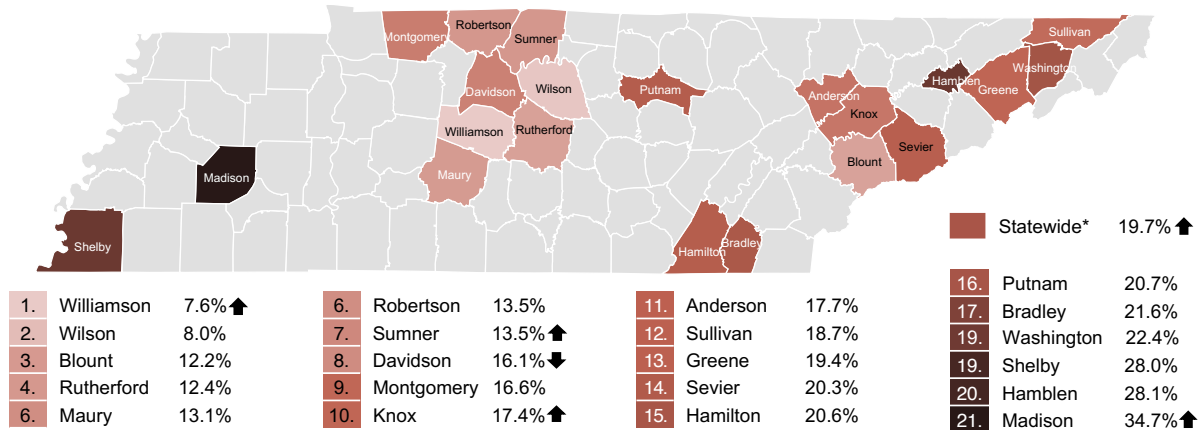 Montgomery
Robertson
Sumner
Sullivan
Davidson
Wilson
Putnam
Anderson
Knox
Hamblen
Greene
Washington
Williamson
Rutherford
Sevier
Blount
Maury
Madison
Shelby
Hamilton
Bradley
Statewide* 19.7%
1. Williamson 7.6%
2. Wilson 8.0%
3. Blount 12.2%
4. Rutherford 12.4%
6. Maury 13.1%
6. Robertson 13.5%
7. Sumner 13.5%
8. Davidson 16.1%
9. Montgomery 16.6%
10. Knox 17.4%
11. Anderson 17.7%
12. Sullivan 18.7%
13. Greene 19.4%
14. Sevier 20.3%
15. Hamilton 20.6%
16. Putnam 20.7%
17. Bradley 21.6%
19. Washington 22.4%
19. Shelby 28.0%
20. Hamblen 28.1%
21. Madison 34.7%